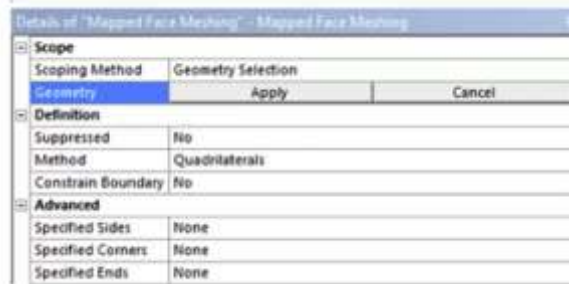 Details of "Mapped Face Meshing" - Mapped Face Meshing
Scope
Scoping Method Geometry Selection
Geometry Apply Cancel
Definition
Suppressed No
Method Quadrilaterals
Constrain Boundary No
Advanced
Specified Sides None
Specified Corners None
Specified Ends None